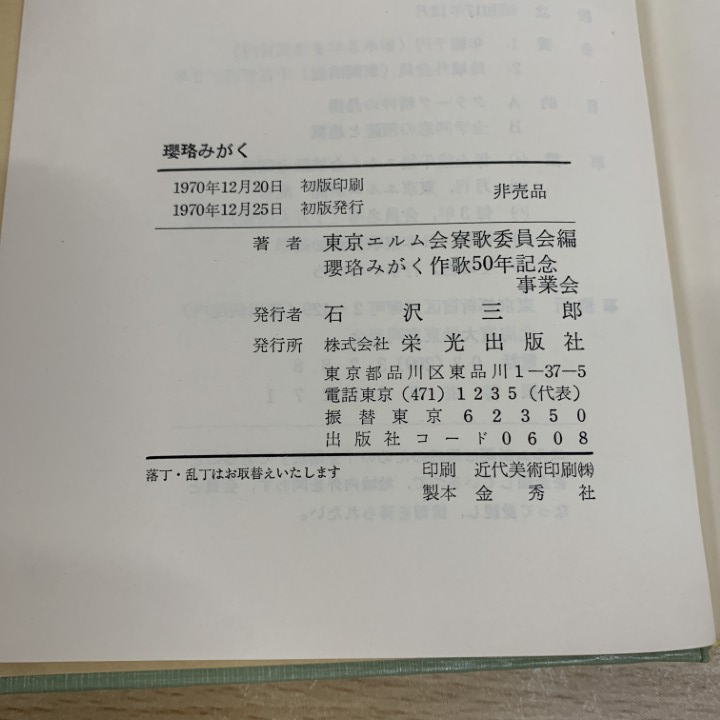 瓔珞みがく
1970年12月20日 初版印刷
1970年12月25日 初版発行
非売品
著者 東京エルム会寮歌委員会編
瓔珞みがく作歌50年記念
事業会
発行者 石沢三郎
発行所 株式会社 栄光出版社
東京都品川区東品川1−37−5
電話東京(471)1235(代表)
振替東京62350
出版社コード0608
落丁・乱丁はお取替えいたします
印刷 近代美術印刷㈱
製本 金秀社